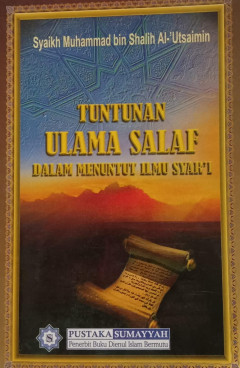 Syaikh Muhammad bin Shalih Al-'Utsaimin
TUNTUNAN
ULAMA SALAF
DALAM MENUNTUT ILMU SYAR'I
S
PUSTAKA SUMAYYAH
Penerbit Buku Dienul Islam Bermutu